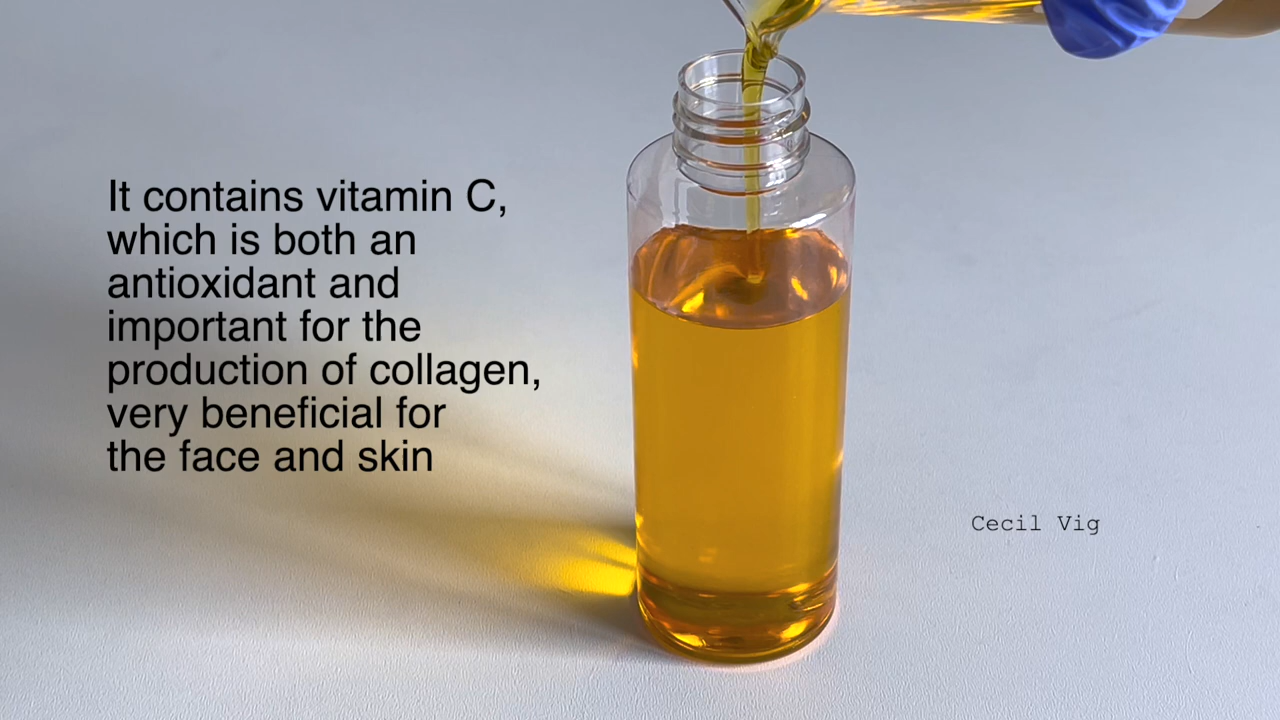 It contains vitamin C,
which is both an
antioxidant and
important for the
production of collagen,
very beneficial for
the face and skin
Cecil Vig